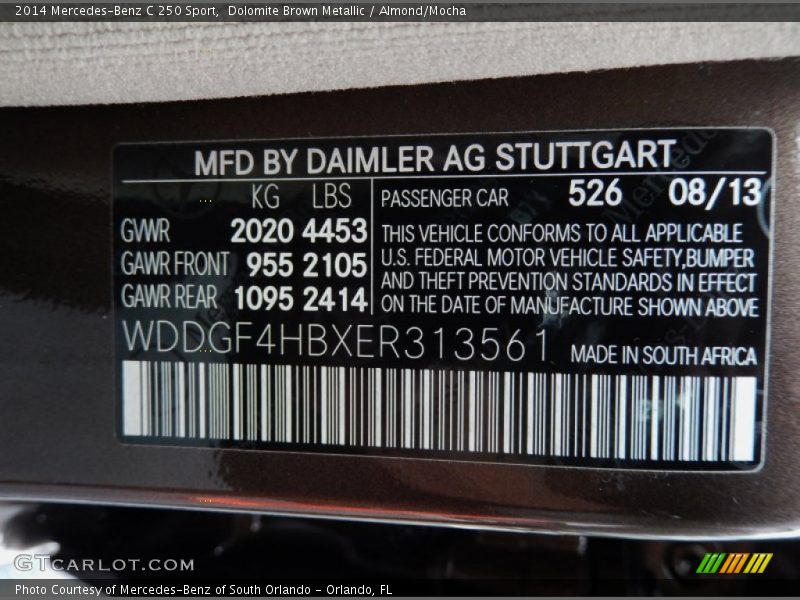 2014 Mercedes-Benz C 250 Sport,  Dolomite Brown Metallic / Almond/Mocha
MFD BY DAIMLER AG STUTTGART
KG LBS
GWR 2020 4453
GAWR FRONT 955 2105
GAWR REAR 1095 2414
PASSENGER CAR 526 08/13
THIS VEHICLE CONFORMS TO ALL APPLICABLE
U.S. FEDERAL MOTOR VEHICLE SAFETY,BUMPER
AND THEFT PREVENTION STANDARDS IN EFFECT
ON THE DATE OF MANUFACTURE SHOWN ABOVE
WDDGF4HBXER313561 MADE IN SOUTH AFRICA
GTCARLOT.COM
Photo Courtesy of Mercedes-Benz of South Orlando - Orlando, FL